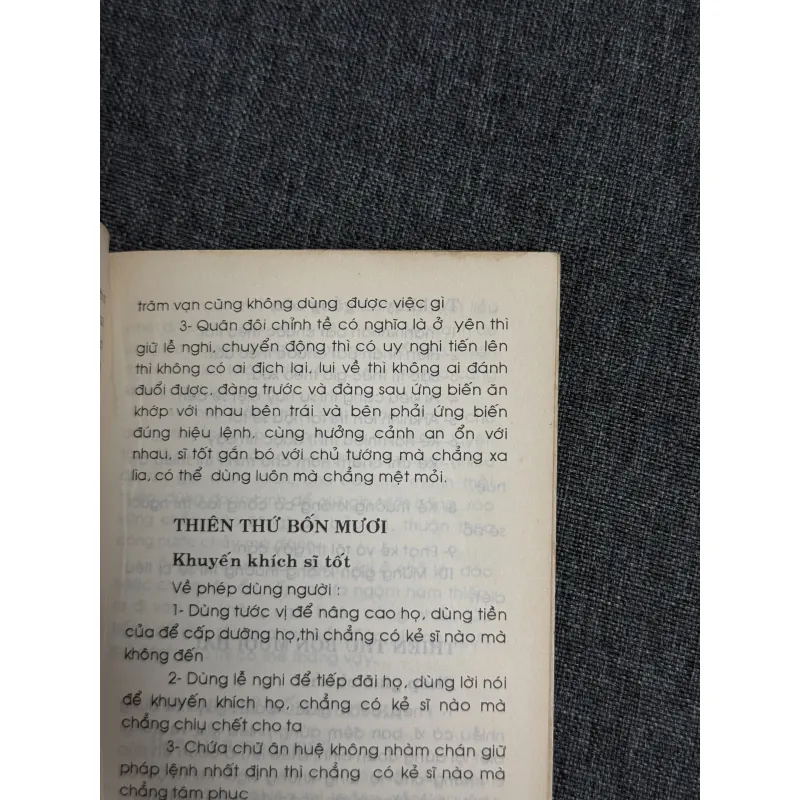 trăm vạn cũng không dùng được việc gì
3- Quân đôi chỉnh tề có nghĩa là ở yên thì
giữ lễ nghi, chuyển động thì có uy nghi tiến lên
thì không có ai địch lại, lui về thì không ai đánh
đuổi được, đàng trước và đàng sau ứng biến ăn
khớp với nhau bên trái và bên phải ứng biến
đúng hiệu lệnh, cùng hưởng cảnh an ổn với
nhau, sĩ tốt gắn bó với chủ tướng mà chẳng xa
lìa, có thể dùng luôn mà chẳng mệt mỏi.
THIÊN THỨ BỐN MƯƠI
Khuyến khích sĩ tốt
Về phép dùng người :
1- Dùng tước vị để nâng cao họ, dùng tiền
của để cấp dưỡng họ,thì chẳng có kẻ sĩ nào mà
không đến
2- Dùng lễ nghi để tiếp đãi họ, dùng lời nói
để khuyến khích họ, chẳng có kẻ sĩ nào mà
chẳng chịu chết cho ta
3- Chứa chữ ân huệ không nhàm chán giữ
pháp lệnh nhất định thì chẳng có kẻ sĩ nào mà
chẳng tâm phục